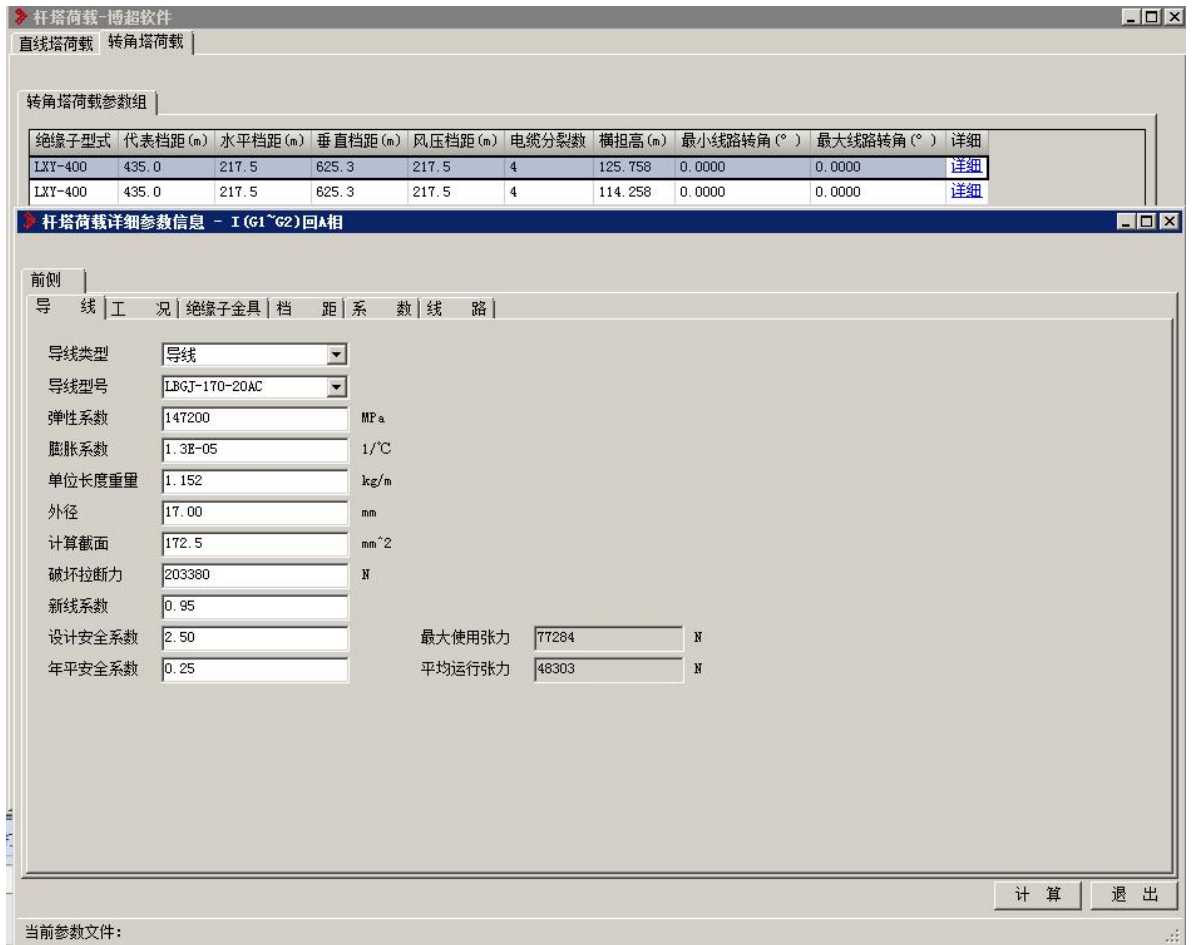 杆塔荷载-博超软件
直线塔荷载 转角塔荷载
转角塔荷载参数组
绝缘子型式 代表档距(m) 水平档距(m) 垂直档距(m) 风压档距(m) 电缆分裂数 横担高(m) 最小线路转角(° ) 最大线路转角(° ) 详细
LXY-400 435.0 217.5 625.3 217.5 4 125.758 0.0000 0.0000 详细
LXY-400 435.0 217.5 625.3 217.5 4 114.258 0.0000 0.0000 详细
杆塔荷载详细参数信息 - I(G1~G2)回A相
前侧
导 线 工 况 绝缘子金具 档 距 系 数 线 路
导线类型 导线
导线型号 LBGJ-170-20AC
弹性系数 147200 MPa
膨胀系数 1.3E-05 1/℃
单位长度重量 1.152 kg/m
外径 17.00 mm
计算截面 172.5 mm^2
破坏拉断力 203380 N
新线系数 0.95
设计安全系数 2.50 最大使用张力 77284 N
年平安全系数 0.25 平均运行张力 48303 N
计 算 退 出
当前参数文件: